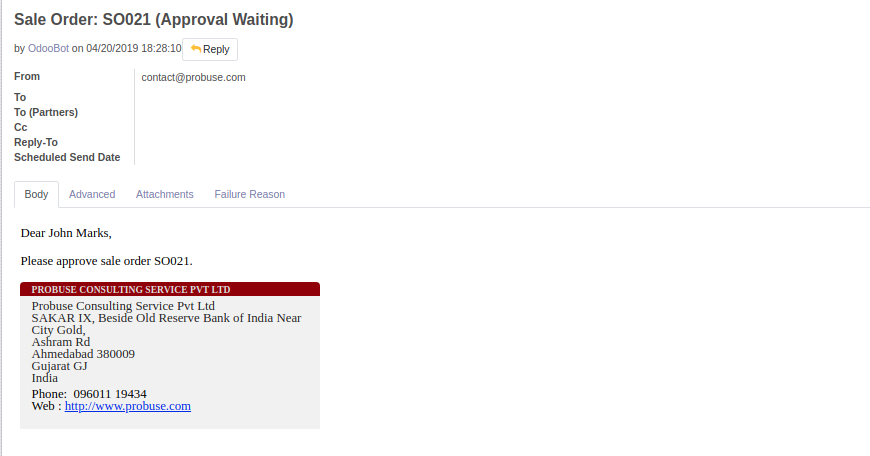 Sale Order: SO021 (Approval Waiting)
by OdooBot on 04/20/2019 18:28:10 Reply
From contact@probuse.com
To
To (Partners)
Cc
Reply-To
Scheduled Send Date
Body Advanced Attachments Failure Reason
Dear John Marks,
Please approve sale order SO021.
PROBUSE CONSULTING SERVICE PVT LTD
Probuse Consulting Service Pvt Ltd
SAKAR IX, Beside Old Reserve Bank of India Near
City Gold,
Ashram Rd
Ahmedabad 380009
Gujarat GJ
India
Phone:  096011 19434
Web : http://www.probuse.com